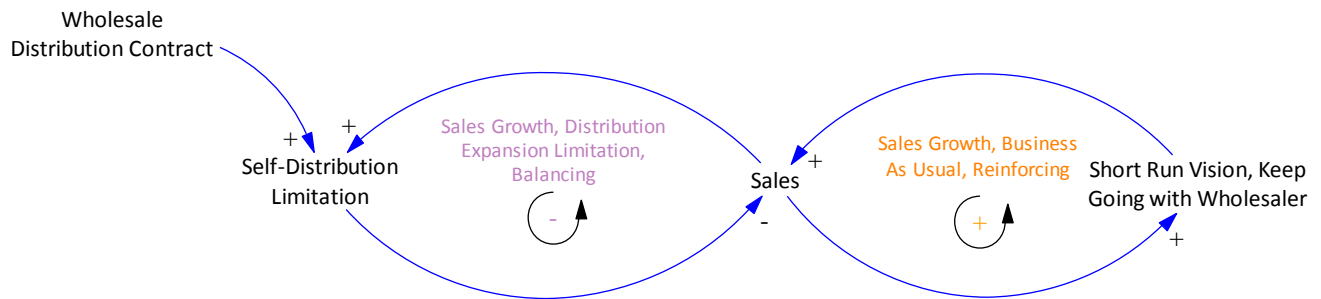 Wholesale
Distribution Contract
+
+
Self-Distribution
Limitation
Sales Growth, Distribution
Expansion Limitation,
Balancing
-
Sales
+
-
Sales Growth, Business
As Usual, Reinforcing
+
Short Run Vision, Keep
Going with Wholesaler
+